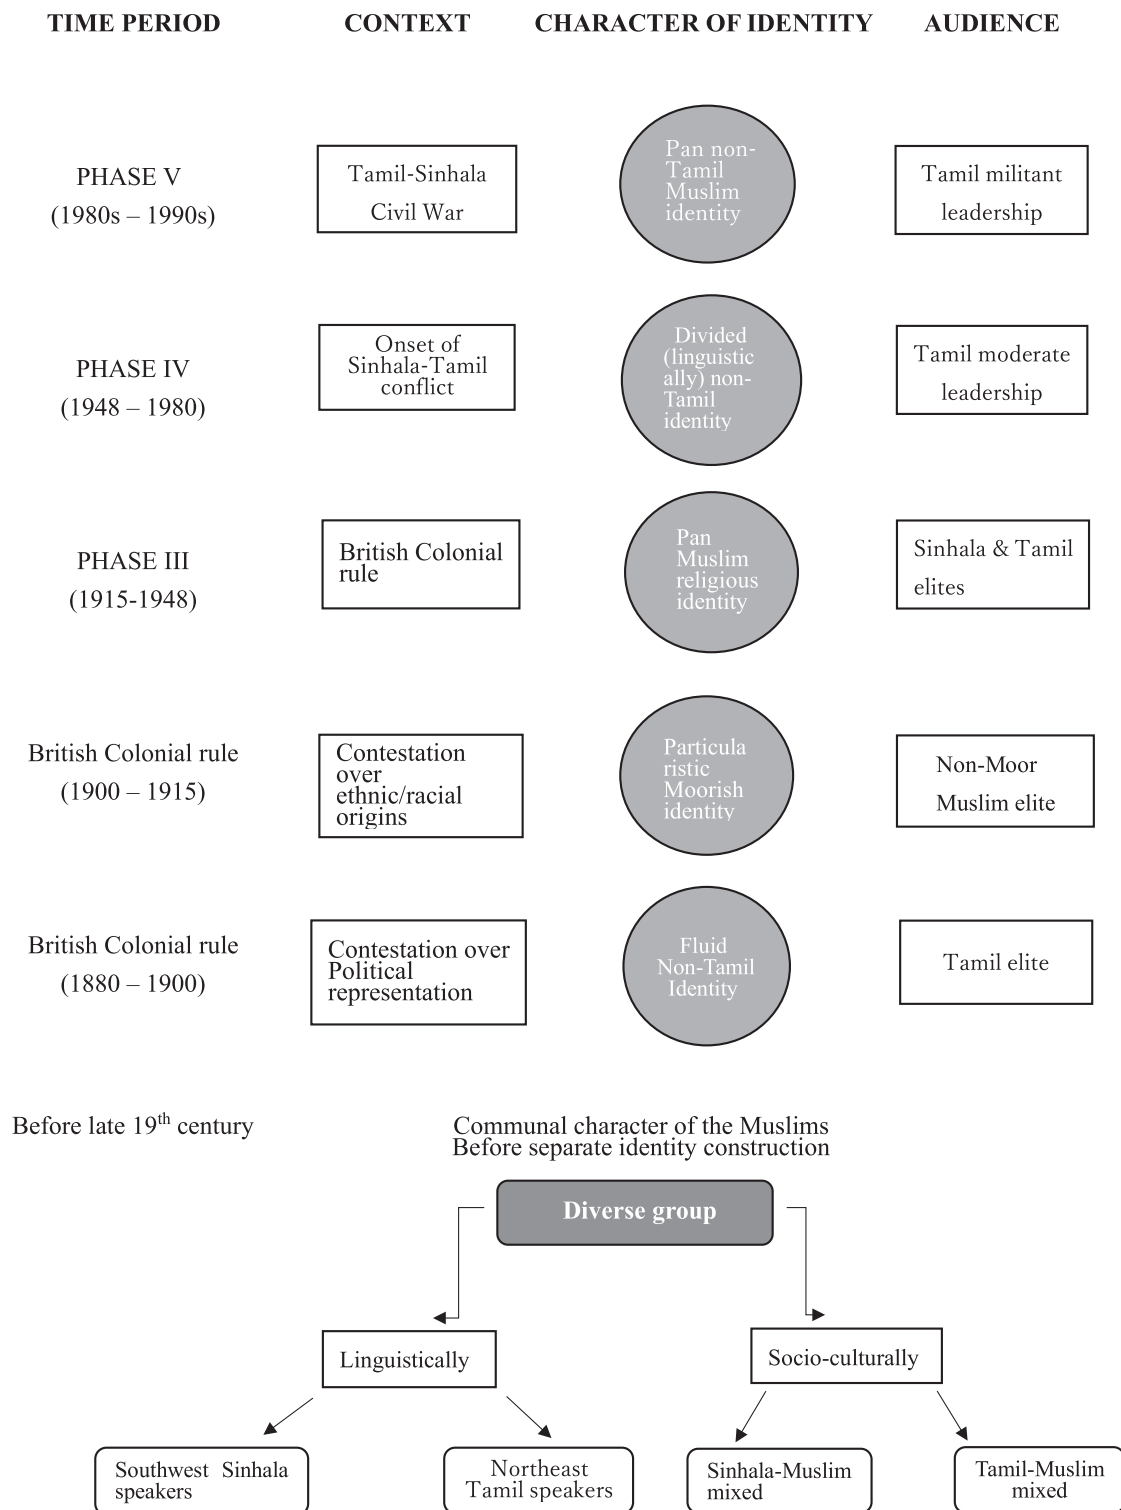 TIME PERIOD CONTEXT CHARACTER OF IDENTITY AUDIENCE
PHASE V
(1980s – 1990s)
Tamil-Sinhala
Civil War
Pan non-
Tamil
Muslim
identity
Tamil militant
leadership
PHASE IV
(1948 – 1980)
Onset of
Sinhala-Tamil
conflict
Divided
(linguistic
ally) non-
Tamil
identity
Tamil moderate
leadership
PHASE III
(1915-1948)
British Colonial
rule
Pan
Muslim
religious
identity
Sinhala & Tamil
elites
British Colonial rule
(1900 – 1915)
Contestation
over
ethnic/racial
origins
Particula
ristic
Moorish
identity
Non-Moor
Muslim elite
British Colonial rule
(1880 – 1900)
Contestation over
Political
representation
Fluid
Non-Tamil
Identity
Tamil elite
Before late 19th century
Communal character of the Muslims
Before separate identity construction
Diverse group
Linguistically
Socio-culturally
Southwest Sinhala
speakers
Northeast
Tamil speakers
Sinhala-Muslim
mixed
Tamil-Muslim
mixed